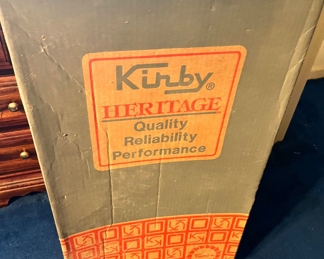 Kirby®
HERITAGE
Quality
Reliability
Performance